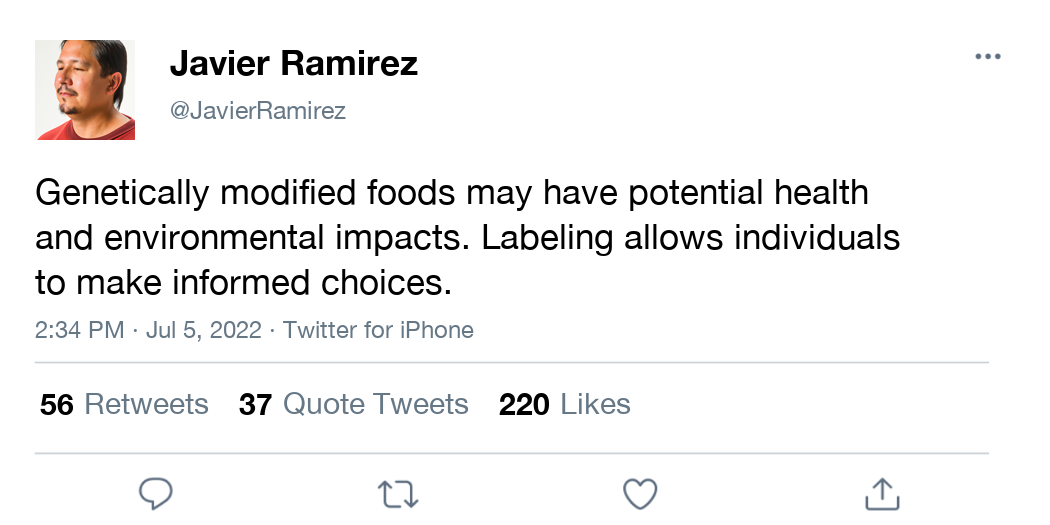 Javier Ramirez
@JavierRamirez
Genetically modified foods may have potential health
and environmental impacts. Labeling allows individuals
to make informed choices.
2:34 PM · Jul 5, 2022 · Twitter for iPhone
56 Retweets 37 Quote Tweets 220 Likes